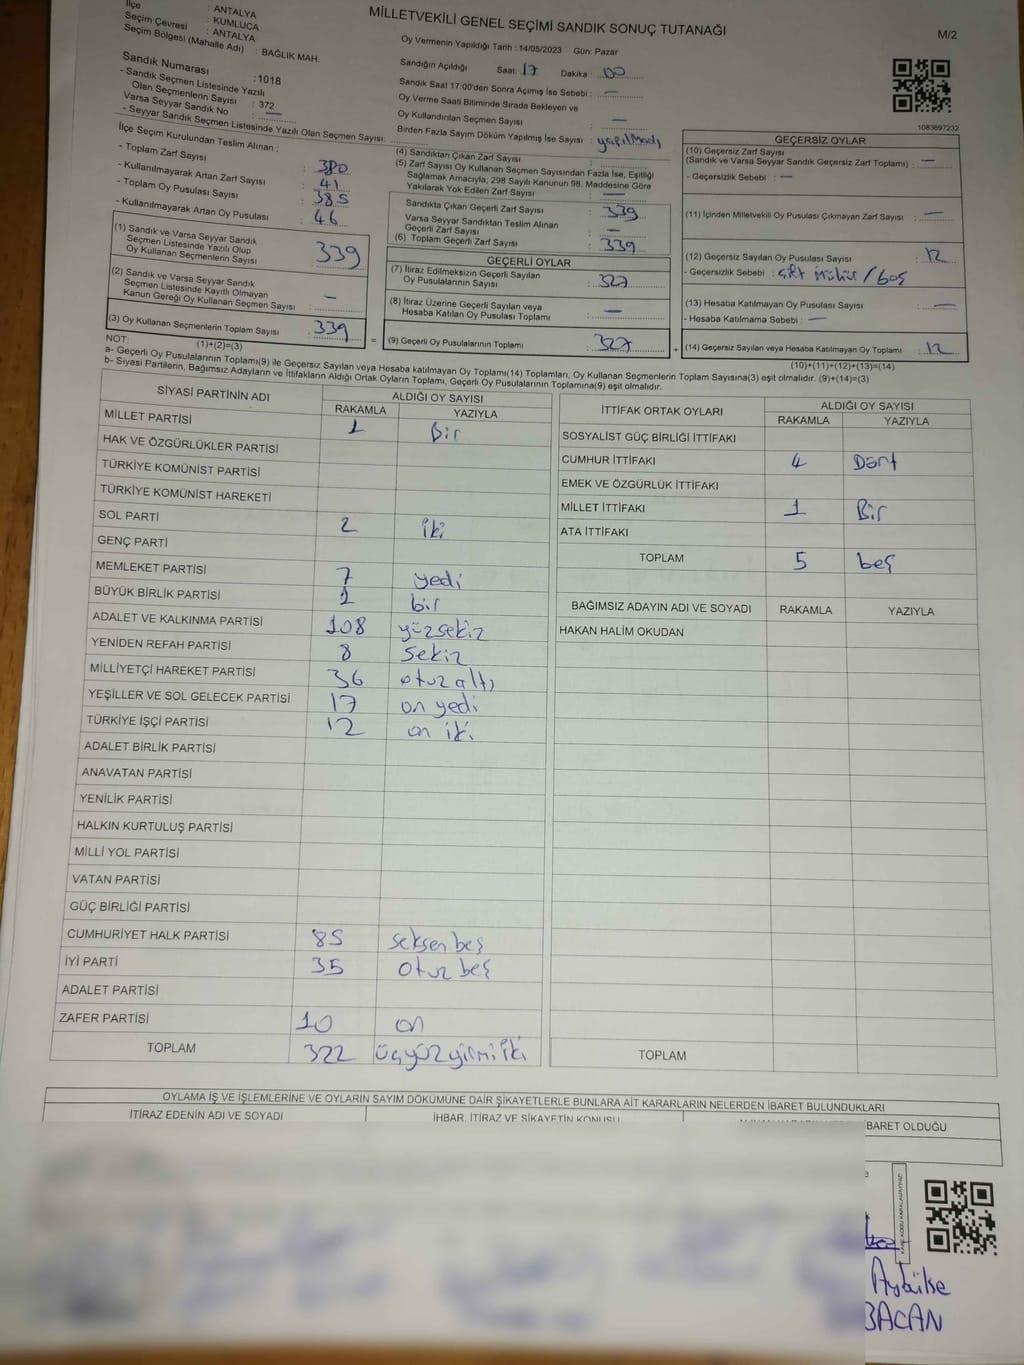 MİLLETVEKİLİ GENEL SEÇİMİ SANDIK SONUÇ TUTANAĞI
M/2
İlçe : ANTALYA
Seçim Çevresi : KUMLUCA
: ANTALYA
Seçim Bölgesi (Mahalle Adı) : BAĞLIK MAH.
Sandık Numarası : 1018
- Sandık Seçmen Listesinde Yazılı
Olan Seçmenlerin Sayısı : 372
Varsa Seyyar Sandık No : —
- Seyyar Sandık Seçmen Listesinde Yazılı Olan Seçmen Sayısı:
İlçe Seçim Kurulundan Teslim Alınan ;
- Toplam Zarf Sayısı : 380
- Kullanılmayarak Artan Zarf Sayısı : 41
- Toplam Oy Pusulası Sayısı : 385
- Kullanılmayarak Artan Oy Pusulası : 46
(1) Sandık ve Varsa Seyyar Sandık
Seçmen Listesinde Yazılı Olup
Oy Kullanan Seçmenlerin Sayısı : 339
(2) Sandık ve Varsa Seyyar Sandık
Seçmen Listesinde Kayıtlı Olmayan
Kanun Gereği Oy Kullanan Seçmen Sayısı : —
(3) Oy Kullanan Seçmenlerin Toplam Sayısı : 339
(1)+(2)=(3)
Oy Vermenin Yapıldığı Tarih : 14/05/2023 Gün: Pazar
Sandığın Açıldığı Saat: 17 Dakika : 00
Sandık Saat 17:00'den Sonra Açımış İse Sebebi : —
Oy Verme Saati Bitiminde Sırada Bekleyen ve
Oy Kullandırılan Seçmen Sayısı : —
Birden Fazla Sayım Döküm Yapılmış İse Sayısı : yapılmadı
(4) Sandıktan Çıkan Zarf Sayısı :
(5) Zarf Sayısı Oy Kullanan Seçmen Sayısından Fazla İse, Eşitliği
Sağlamak Amacıyla, 298 Sayılı Kanunun 98. Maddesine Göre
Yakılarak Yok Edilen Zarf Sayısı : —
Sandıkta Çıkan Geçerli Zarf Sayısı : 339
Varsa Seyyar Sandıktan Teslim Alınan
Geçerli Zarf Sayısı : —
(6) Toplam Geçerli Zarf Sayısı : 339
GEÇERLİ OYLAR
(7) İtiraz Edilmeksizin Geçerli Sayılan
Oy Pusulalarının Sayısı : 327
(8) İtiraz Üzerine Geçerli Sayılan veya
Hesaba Katılan Oy Pusulası Toplamı : —
= (9) Geçerli Oy Pusulalarının Toplamı : 327
1083697232
GEÇERSİZ OYLAR
(10) Geçersiz Zarf Sayısı
(Sandık ve Varsa Seyyar Sandık Geçersiz Zarf Toplamı) : —
- Geçersizlik Sebebi : —
(11) İçinden Milletvekili Oy Pusulası Çıkmayan Zarf Sayısı : —
(12) Geçersiz Sayılan Oy Pusulası Sayısı : 12
- Geçersizlik Sebebi : çift mühür / boş
(13) Hesaba Katılmayan Oy Pusulası Sayısı : —
- Hesaba Katılmama Sebebi : —
+ (14) Geçersiz Sayılan veya Hesaba Katılmayan Oy Toplamı : 12
(10)+(11)+(12)+(13)=(14)
NOT:
a- Geçerli Oy Pusulalarının Toplamı(9) ile Geçersiz Sayılan veya Hesaba katılmayan Oy Toplamı(14) Toplamları, Oy Kullanan Seçmenlerin Toplam Sayısına(3) eşit olmalıdır. (9)+(14)=(3)
b- Siyasi Partilerin, Bağımsız Adayların ve İttifakların Aldığı Ortak Oyların Toplamı, Geçerli Oy Pusulalarının Toplamına(9) eşit olmalıdır.
SİYASİ PARTİNİN ADI ALDIĞI OY SAYISI
RAKAMLA YAZIYLA
MİLLET PARTİSİ 1 Bir
HAK VE ÖZGÜRLÜKLER PARTİSİ
TÜRKİYE KOMÜNİST PARTİSİ
TÜRKİYE KOMÜNİST HAREKETİ
SOL PARTİ 2 iki
GENÇ PARTİ
MEMLEKET PARTİSİ 7 yedi
BÜYÜK BİRLİK PARTİSİ 1 bir
ADALET VE KALKINMA PARTİSİ 108 yüzsekiz
YENİDEN REFAH PARTİSİ 8 sekiz
MİLLİYETÇİ HAREKET PARTİSİ 36 otuz altı
YEŞİLLER VE SOL GELECEK PARTİSİ 17 on yedi
TÜRKİYE İŞÇİ PARTİSİ 12 on iki
ADALET BİRLİK PARTİSİ
ANAVATAN PARTİSİ
YENİLİK PARTİSİ
HALKIN KURTULUŞ PARTİSİ
MİLLİ YOL PARTİSİ
VATAN PARTİSİ
GÜÇ BİRLİĞİ PARTİSİ
CUMHURİYET HALK PARTİSİ 85 seksen beş
İYİ PARTİ 35 otuz beş
ADALET PARTİSİ
ZAFER PARTİSİ 10 on
TOPLAM 322 üçyüz yirmi iki
İTTİFAK ORTAK OYLARI ALDIĞI OY SAYISI
RAKAMLA YAZIYLA
SOSYALİST GÜÇ BİRLİĞİ İTTİFAKI
CUMHUR İTTİFAKI 4 Dört
EMEK VE ÖZGÜRLÜK İTTİFAKI
MİLLET İTTİFAKI 1 Bir
ATA İTTİFAKI
TOPLAM 5 beş
BAĞIMSIZ ADAYIN ADI VE SOYADI RAKAMLA YAZIYLA
HAKAN HALİM OKUDAN
TOPLAM
OYLAMA İŞ VE İŞLEMLERİNE VE OYLARIN SAYIM DÖKÜMÜNE DAİR ŞİKAYETLERLE BUNLARA AİT KARARLARIN NELERDEN İBARET BULUNDUKLARI
İTİRAZ EDENİN ADI VE SOYADI İHBAR, İTİRAZ VE ŞİKAYETİN KONUSU İBARET OLDUĞU
KARE KODU KARALAMAYINIZ!
Aybüke
BACAN